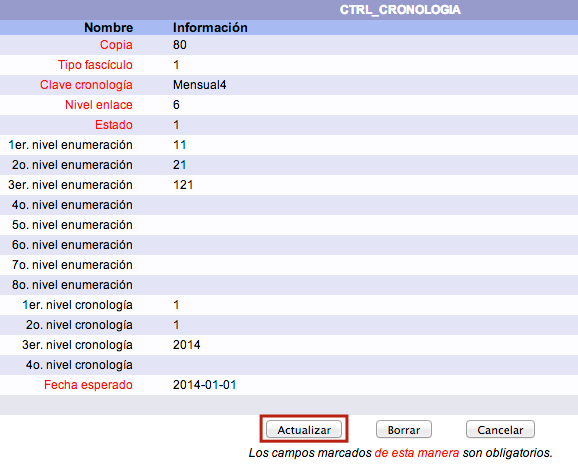 CTRL_CRONOLOGIA
Nombre Información
Copia 80
Tipo fascículo 1
Clave cronología Mensual4
Nivel enlace 6
Estado 1
1er. nivel enumeración 11
2o. nivel enumeración 21
3er. nivel enumeración 121
4o. nivel enumeración
5o. nivel enumeración
6o. nivel enumeración
7o. nivel enumeración
8o. nivel enumeración
1er. nivel cronología 1
2o. nivel cronología 1
3er. nivel cronología 2014
4o. nivel cronología
Fecha esperado 2014-01-01
Actualizar Borrar Cancelar
Los campos marcados de esta manera son obligatorios.